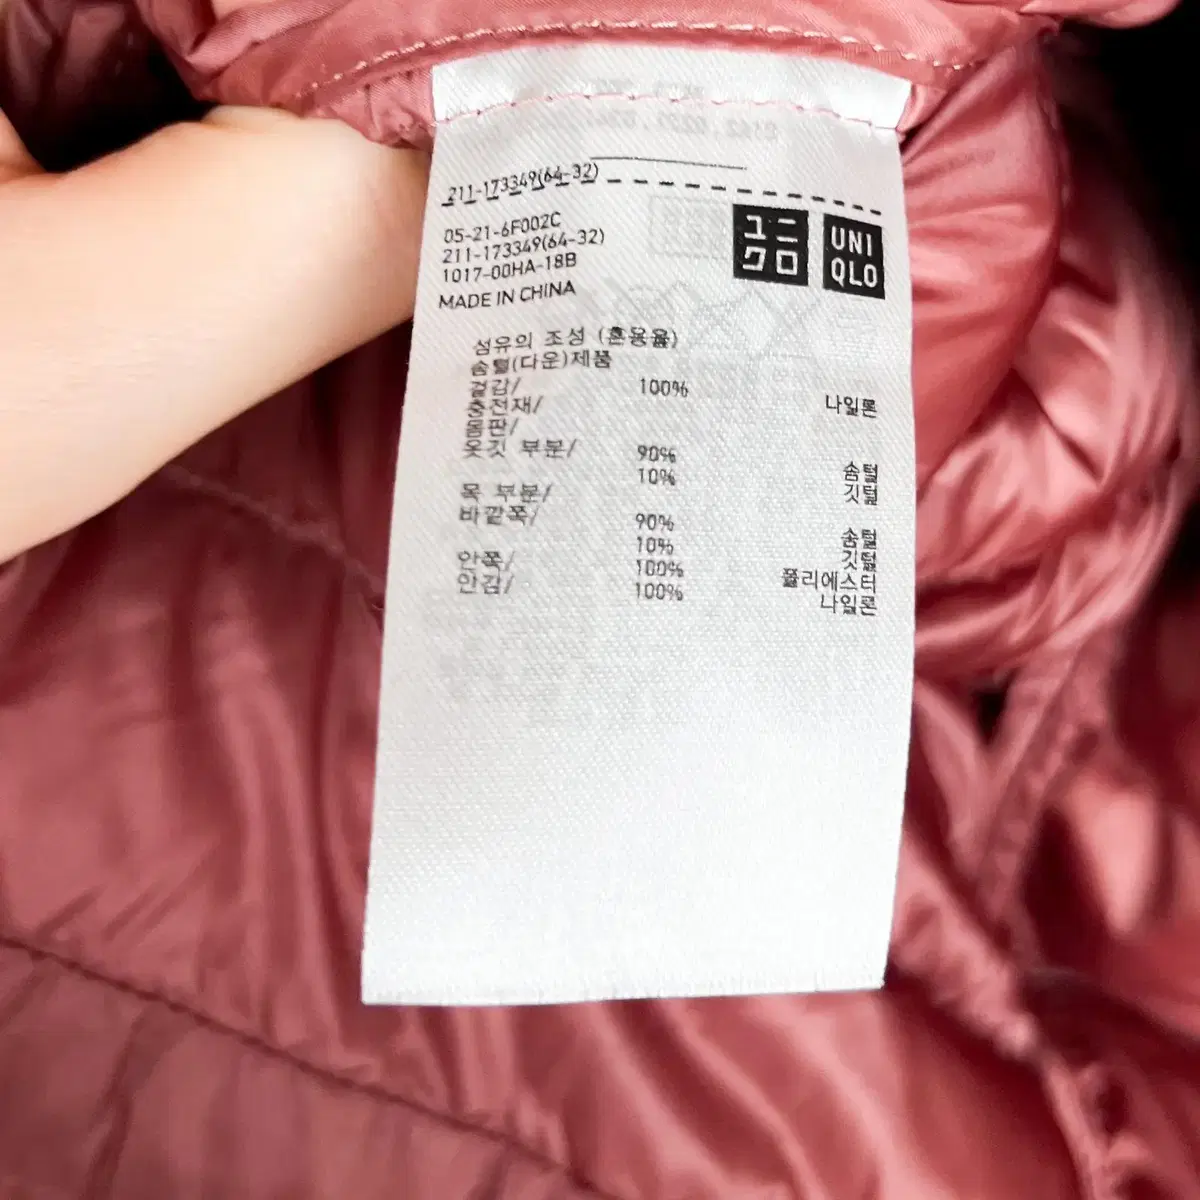 211-173349(64-32)
05-21-6F002C
211-173349(64-32)
1017-00HA-18B
MADE IN CHINA
ユニ
クロ
UNI
QLO
섬유의 조성 (혼용율)
솜털(다운)제품
겉감/ 100% 나일론
충전재/
몸판/
옷깃 부분/ 90% 솜털
10% 깃털
목 부분/
바깥쪽/ 90% 솜털
10% 깃털
안쪽/ 100% 폴리에스터
안감/ 100% 나일론